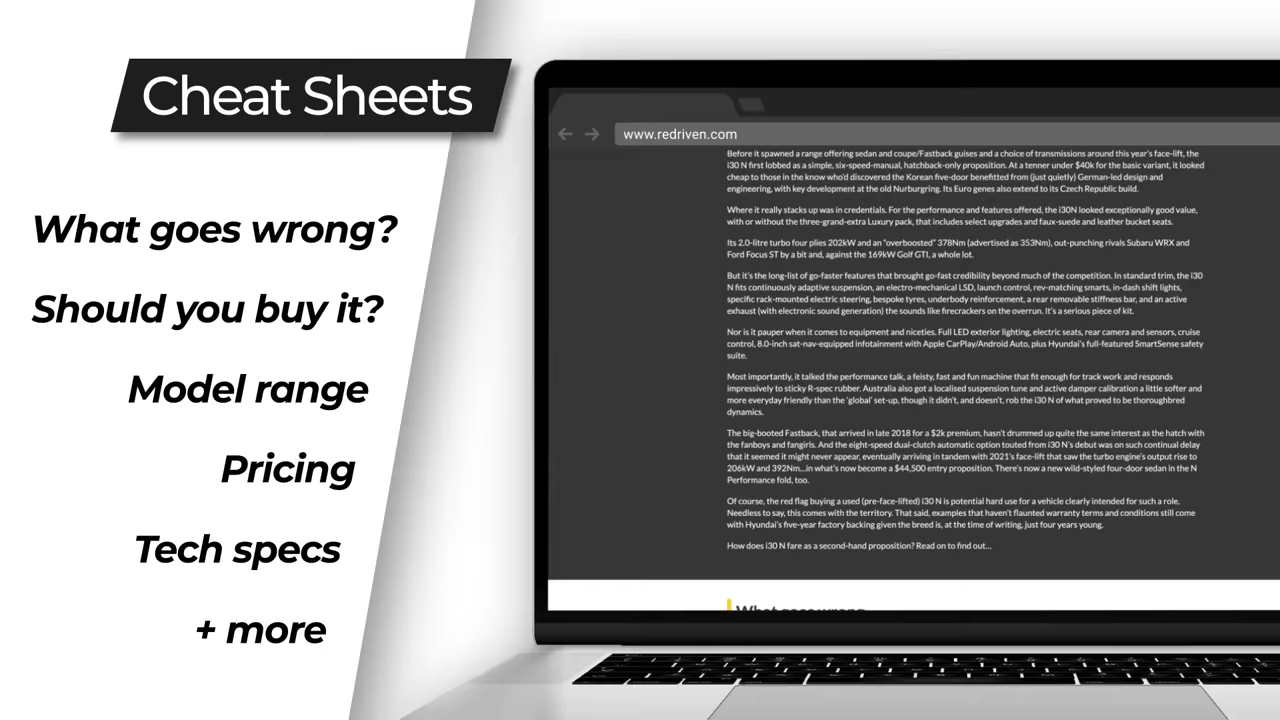 Cheat Sheets
What goes wrong?
Should you buy it?
Model range
Pricing
Tech specs
+ more
www.redriven.com
Before it spawned a range offering sedan and coupe/Fastback guises and a choice of transmissions around this year's face-lift, the
i30 N first lobbed as a simple, six-speed-manual, hatchback-only proposition. At a tenner under $40k for the basic variant, it looked
cheap to those in the know who'd discovered the Korean five-door benefitted from (just quietly) German-led design and
engineering, with key development at the old Nurburgring. Its Euro genes also extend to its Czech Republic build.
Where it really stacks up was in credentials. For the performance and features offered, the i30N looked exceptionally good value,
with or without the three-grand-extra Luxury pack, that includes select upgrades and faux-suede and leather bucket seats.
Its 2.0-litre turbo four plies 202kW and an "overboosted" 378Nm (advertised as 353Nm), out-punching rivals Subaru WRX and
Ford Focus ST by a bit and, against the 169kW Golf GTI, a whole lot.
But it's the long-list of go-faster features that brought go-fast credibility beyond much of the competition. In standard trim, the i30
N fits continuously adaptive suspension, an electro-mechanical LSD, launch control, rev-matching smarts, in-dash shift lights,
specific rack-mounted electric steering, bespoke tyres, underbody reinforcement, a rear removable stiffness bar, and an active
exhaust (with electronic sound generation) the sounds like firecrackers on the overrun. It's a serious piece of kit.
Nor is it pauper when it comes to equipment and niceties. Full LED exterior lighting, electric seats, rear camera and sensors, cruise
control, 8.0-inch sat-nav-equipped infotainment with Apple CarPlay/Android Auto, plus Hyundai's full-featured SmartSense safety
suite.
Most importantly, it talked the performance talk, a feisty, fast and fun machine that fit enough for track work and responds
impressively to sticky R-spec rubber. Australia also got a localised suspension tune and active damper calibration a little softer and
more everyday friendly than the 'global' set-up, though it didn't, and doesn't, rob the i30 N of what proved to be thoroughbred
dynamics.
The big-booted Fastback, that arrived in late 2018 for a $2k premium, hasn't drummed up quite the same interest as the hatch with
the fanboys and fangirls. And the eight-speed dual-clutch automatic option touted from i30 N's debut was on such continual delay
that it seemed it might never appear, eventually arriving in tandem with 2021's face-lift that saw the turbo engine's output rise to
206kW and 392Nm...in what's now become a $44,500 entry proposition. There's now a new wild-styled four-door sedan in the N
Performance fold, too.
Of course, the red flag buying a used (pre-face-lifted) i30 N is potential hard use for a vehicle clearly intended for such a role.
Needless to say, this comes with the territory. That said, examples that haven't flaunted warranty terms and conditions still come
with Hyundai's five-year factory backing given the breed is, at the time of writing, just four years young.
How does i30 N fare as a second-hand proposition? Read on to find out...
What goes wrong